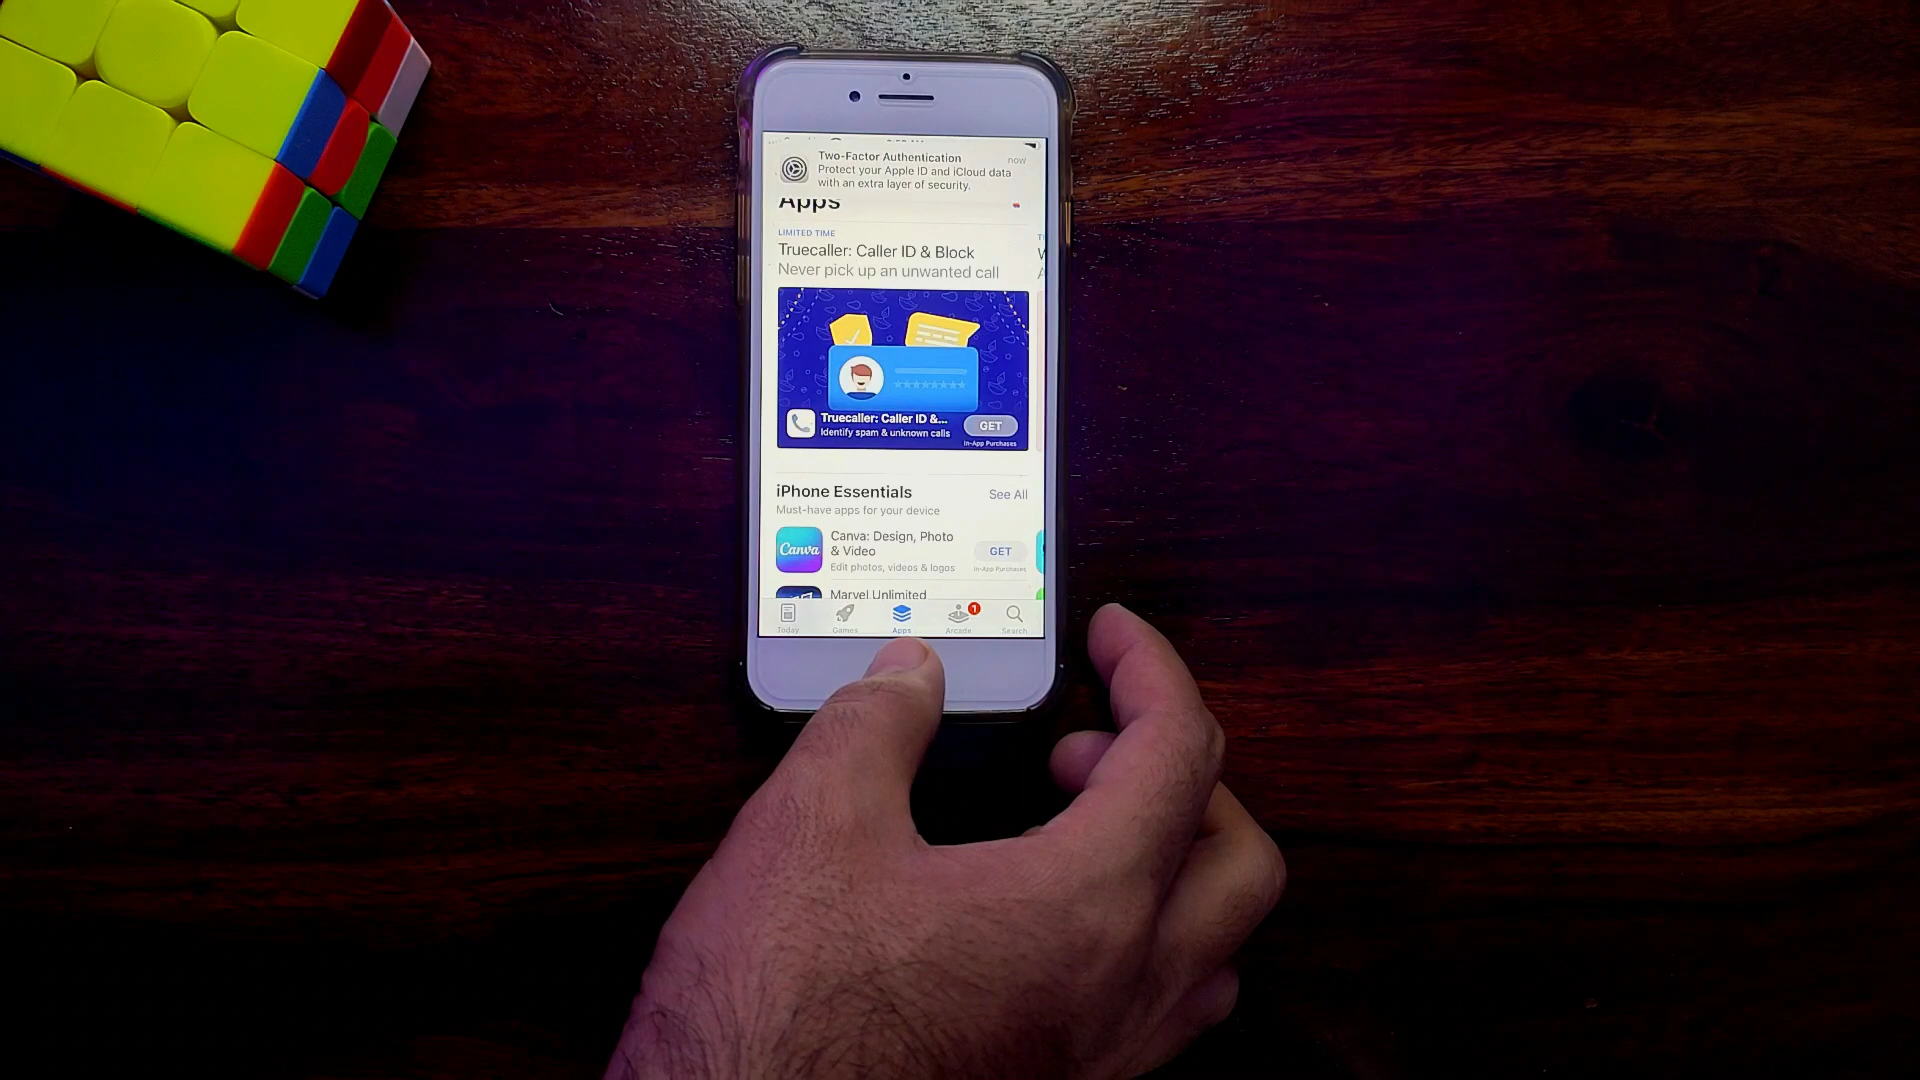 Two-Factor Authentication
now
Protect your Apple ID and iCloud data
with an extra layer of security.
Apps
LIMITED TIME
Truecaller: Caller ID & Block
Never pick up an unwanted call
Truecaller: Caller ID &...
Identify spam & unknown calls
GET
In-App Purchases
iPhone Essentials
See All
Must-have apps for your device
Canva
Canva: Design, Photo
& Video
Edit photos, videos & logos
GET
In-App Purchases
Marvel Unlimited
1
Today
Games
Apps
Arcade
Search